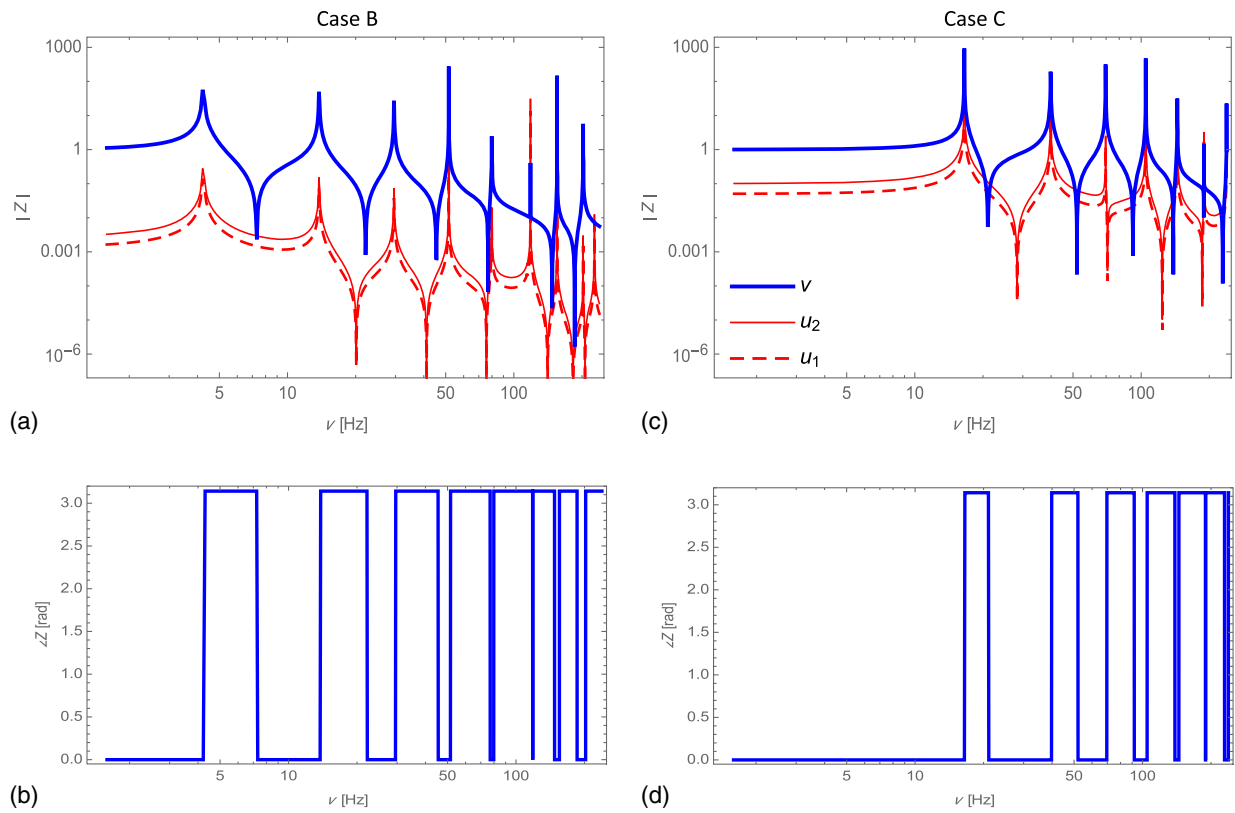 Case B
1000
1
0.001
10^-6
| Z |
5
10
50
100
(a)
ν [Hz]
Case C
1000
1
0.001
10^-6
| Z |
v
u₂
u₁
5
10
50
100
(c)
ν [Hz]
3.0
2.5
2.0
1.5
1.0
0.5
0.0
∠Z [rad]
5
10
50
100
(b)
ν [Hz]
3.0
2.5
2.0
1.5
1.0
0.5
0.0
∠Z [rad]
5
10
50
100
(d)
ν [Hz]